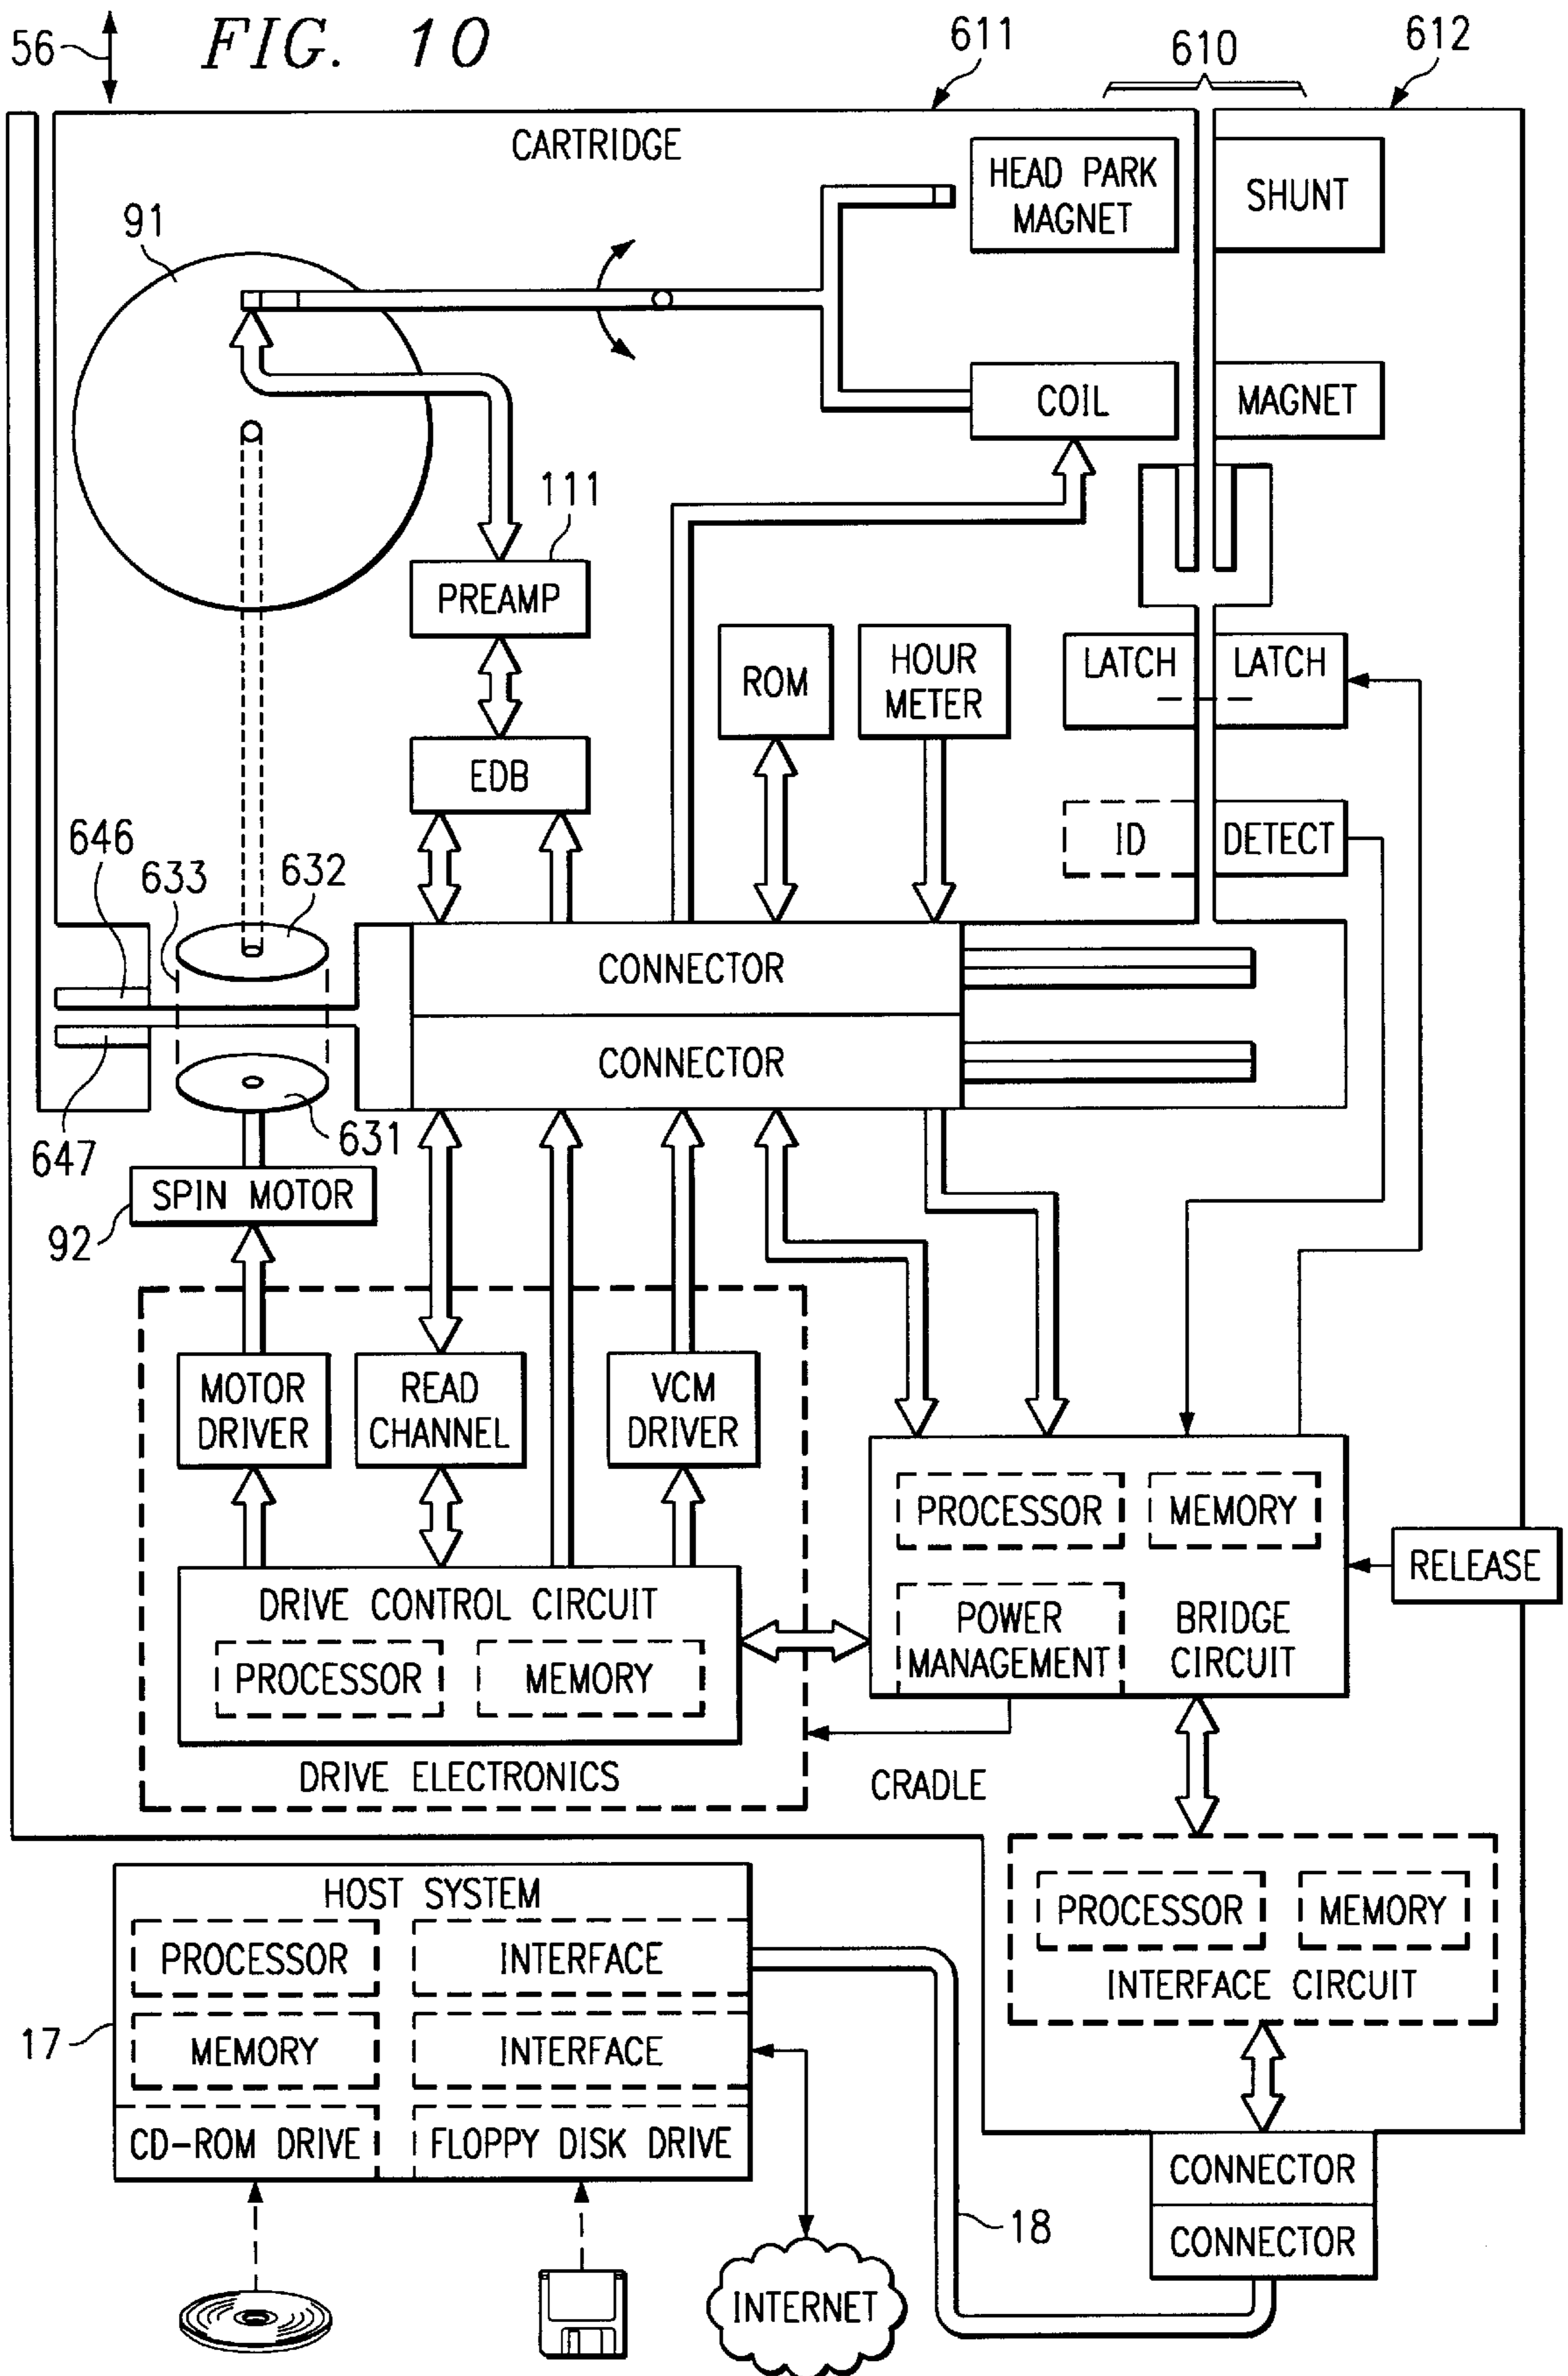 56
FIG. 10
611
610
612
CARTRIDGE
HEAD PARK
MAGNET
SHUNT
91
COIL
MAGNET
111
PREAMP
ROM
HOUR
METER
LATCH
LATCH
EDB
ID
DETECT
646
633
632
CONNECTOR
CONNECTOR
647
631
SPIN MOTOR
92
MOTOR
DRIVER
READ
CHANNEL
VCM
DRIVER
PROCESSOR
MEMORY
RELEASE
DRIVE CONTROL CIRCUIT
POWER
MANAGEMENT
BRIDGE
CIRCUIT
PROCESSOR
MEMORY
DRIVE ELECTRONICS
CRADLE
HOST SYSTEM
PROCESSOR
INTERFACE
PROCESSOR
MEMORY
INTERFACE CIRCUIT
17
MEMORY
INTERFACE
CD-ROM DRIVE
FLOPPY DISK DRIVE
CONNECTOR
CONNECTOR
18
INTERNET